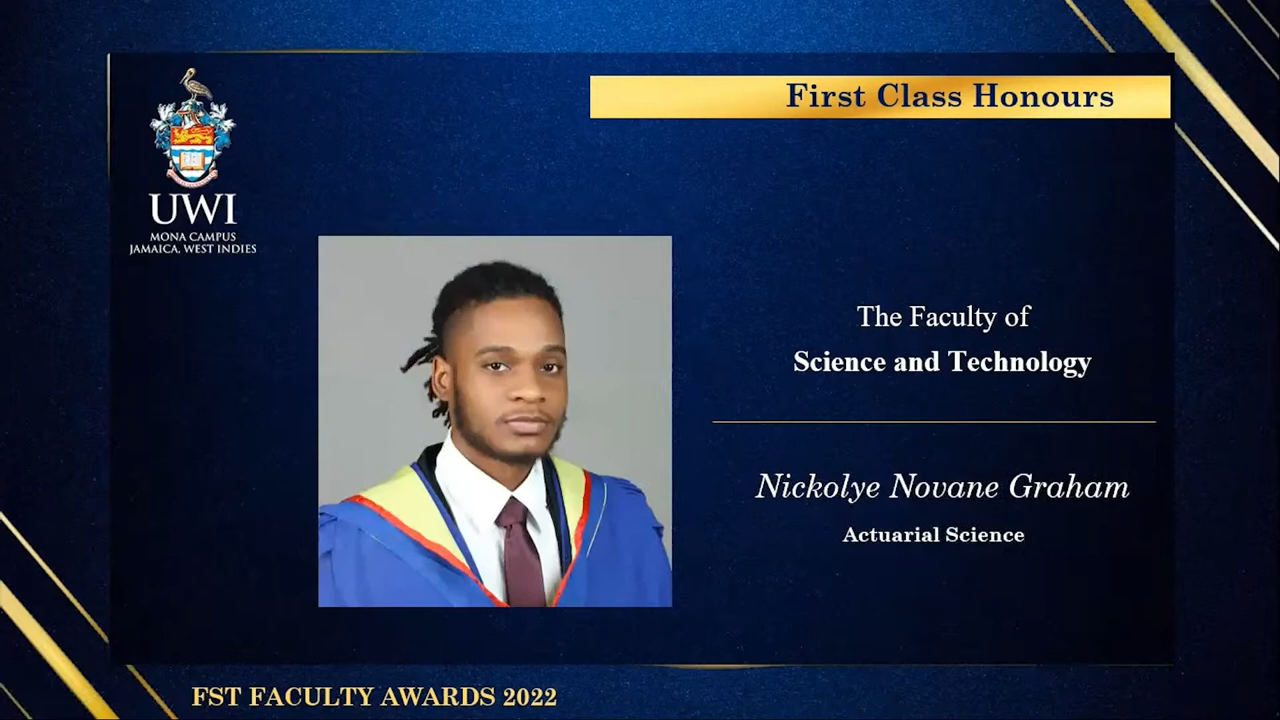 First Class Honours
UWI
MONA CAMPUS
JAMAICA, WEST INDIES
The Faculty of
Science and Technology
Nickolye Novane Graham
Actuarial Science
FST FACULTY AWARDS 2022